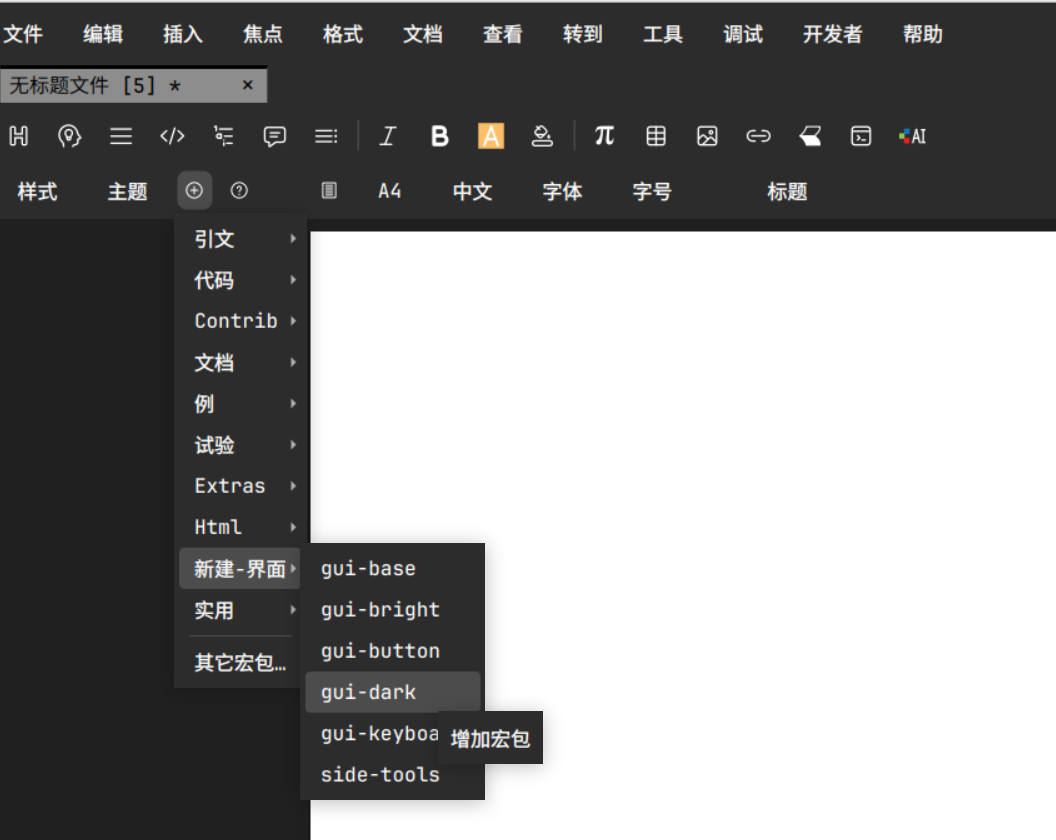 文件 编辑 插入 焦点 格式 文档 查看 转到 工具 调试 开发者 帮助
无标题文件 [5] * ×
B A π AI
样式 主题 A4 中文 字体 字号 标题
引文
代码
Contrib
文档
例
试验
Extras
Html
新建-界面
gui-base
gui-bright
实用
gui-button
其它宏包…
gui-dark
gui-keyboa
增加宏包
side-tools